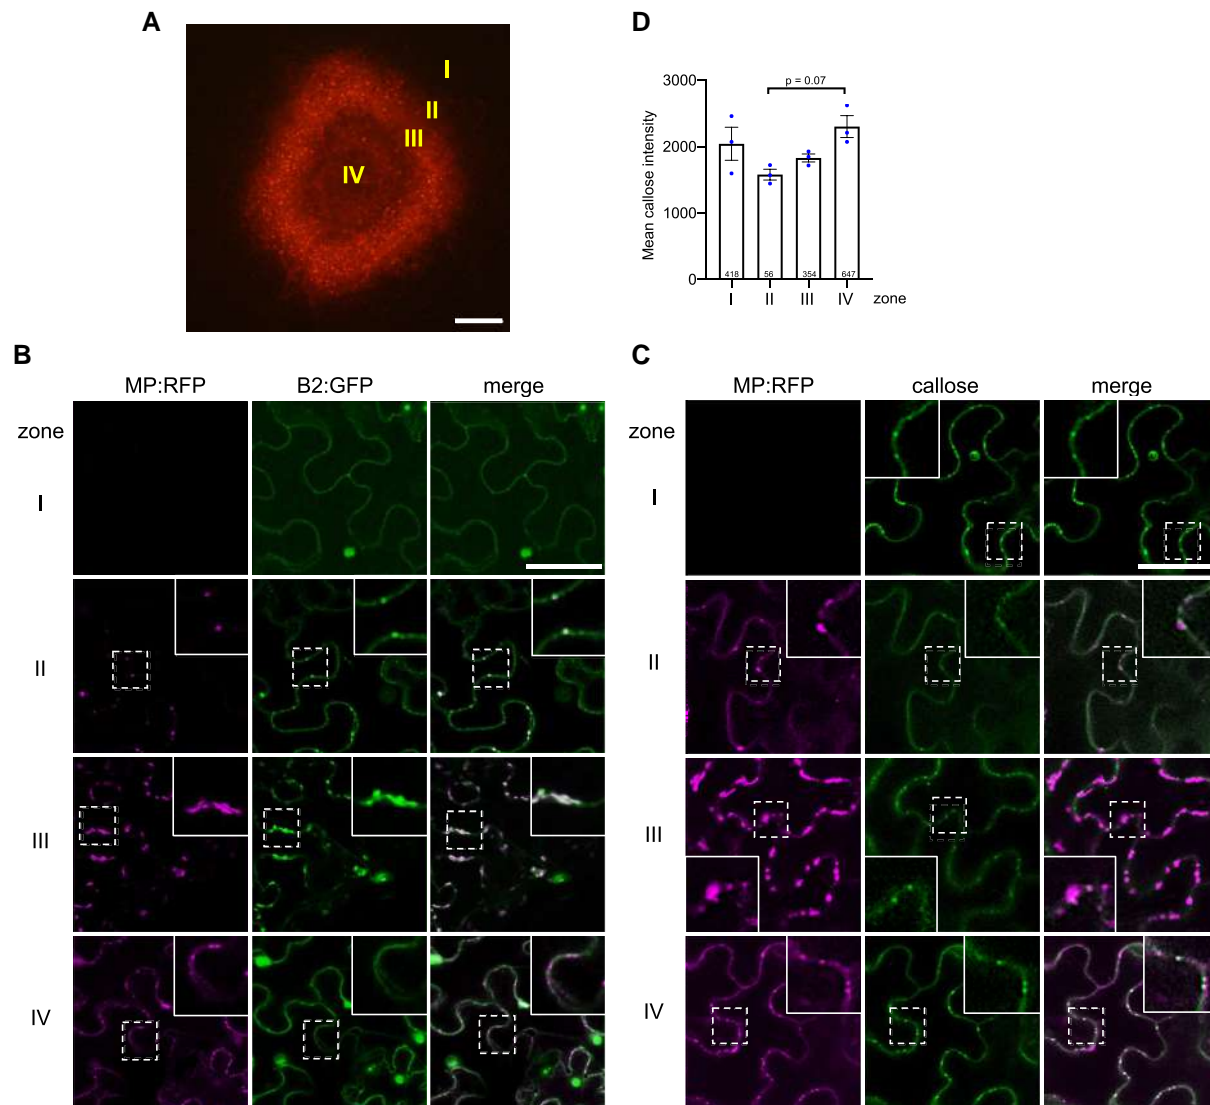 A
I
II
III
IV
D
3000
2000
1000
0
Mean callose intensity
p = 0.07
418 56 354 647
I II III IV zone
B
MP:RFP B2:GFP merge
zone
I
II
III
IV
C
MP:RFP callose merge
zone
I
II
III
IV